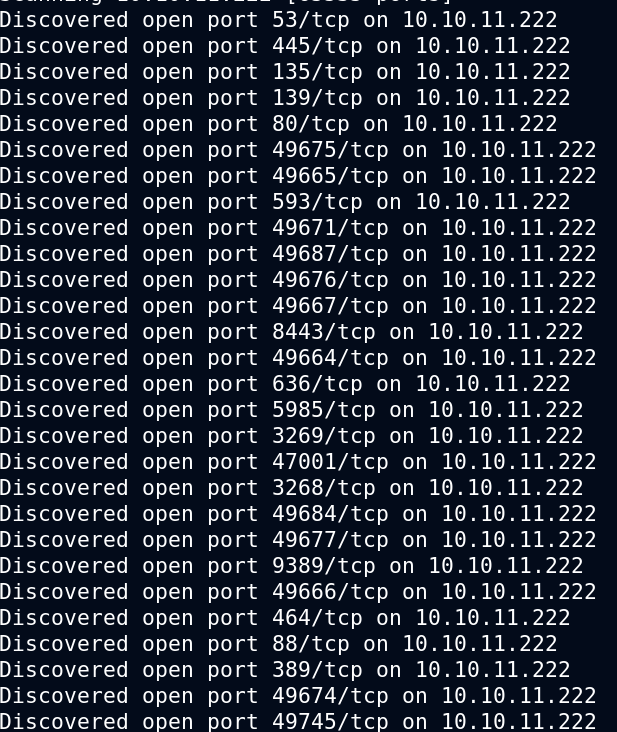 Discovered open port 53/tcp on 10.10.11.222
Discovered open port 445/tcp on 10.10.11.222
Discovered open port 135/tcp on 10.10.11.222
Discovered open port 139/tcp on 10.10.11.222
Discovered open port 80/tcp on 10.10.11.222
Discovered open port 49675/tcp on 10.10.11.222
Discovered open port 49665/tcp on 10.10.11.222
Discovered open port 593/tcp on 10.10.11.222
Discovered open port 49671/tcp on 10.10.11.222
Discovered open port 49687/tcp on 10.10.11.222
Discovered open port 49676/tcp on 10.10.11.222
Discovered open port 49667/tcp on 10.10.11.222
Discovered open port 8443/tcp on 10.10.11.222
Discovered open port 49664/tcp on 10.10.11.222
Discovered open port 636/tcp on 10.10.11.222
Discovered open port 5985/tcp on 10.10.11.222
Discovered open port 3269/tcp on 10.10.11.222
Discovered open port 47001/tcp on 10.10.11.222
Discovered open port 3268/tcp on 10.10.11.222
Discovered open port 49684/tcp on 10.10.11.222
Discovered open port 49677/tcp on 10.10.11.222
Discovered open port 9389/tcp on 10.10.11.222
Discovered open port 49666/tcp on 10.10.11.222
Discovered open port 464/tcp on 10.10.11.222
Discovered open port 88/tcp on 10.10.11.222
Discovered open port 389/tcp on 10.10.11.222
Discovered open port 49674/tcp on 10.10.11.222
Discovered open port 49745/tcp on 10.10.11.222